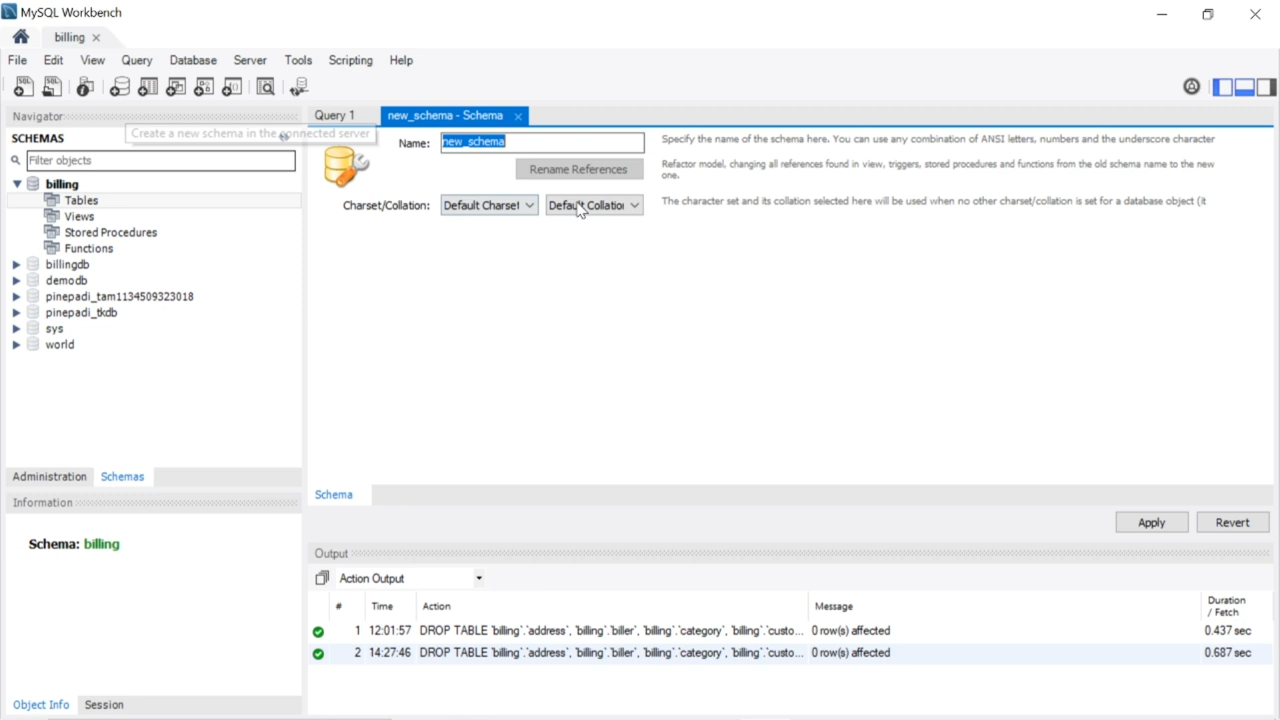 MySQL Workbench
billing
File Edit View Query Database Server Tools Scripting Help
Navigator
Query 1
new_schema - Schema
SCHEMAS
Create a new schema in the connected server
Filter objects
billing
Tables
Views
Stored Procedures
Functions
billingdb
demodb
pinepadi_tam1134509323018
pinepadi_tkdb
sys
world
Administration Schemas
Information
Schema: billing
Object Info Session
Name: new_schema
Specify the name of the schema here. You can use any combination of ANSI letters, numbers and the underscore character
Rename References
Refactor model, changing all references found in view, triggers, stored procedures and functions from the old schema name to the new
one.
Charset/Collation: Default Charset Default Collation
The character set and its collation selected here will be used when no other charset/collation is set for a database object (it
Schema
Apply Revert
Output
Action Output
# Time Action Message Duration
/ Fetch
1 12:01:57 DROP TABLE `billing`.`address`, `billing`.`biller`, `billing`.`category`, `billing`.`custo... 0 row(s) affected 0.437 sec
2 14:27:46 DROP TABLE `billing`.`address`, `billing`.`biller`, `billing`.`category`, `billing`.`custo... 0 row(s) affected 0.687 sec